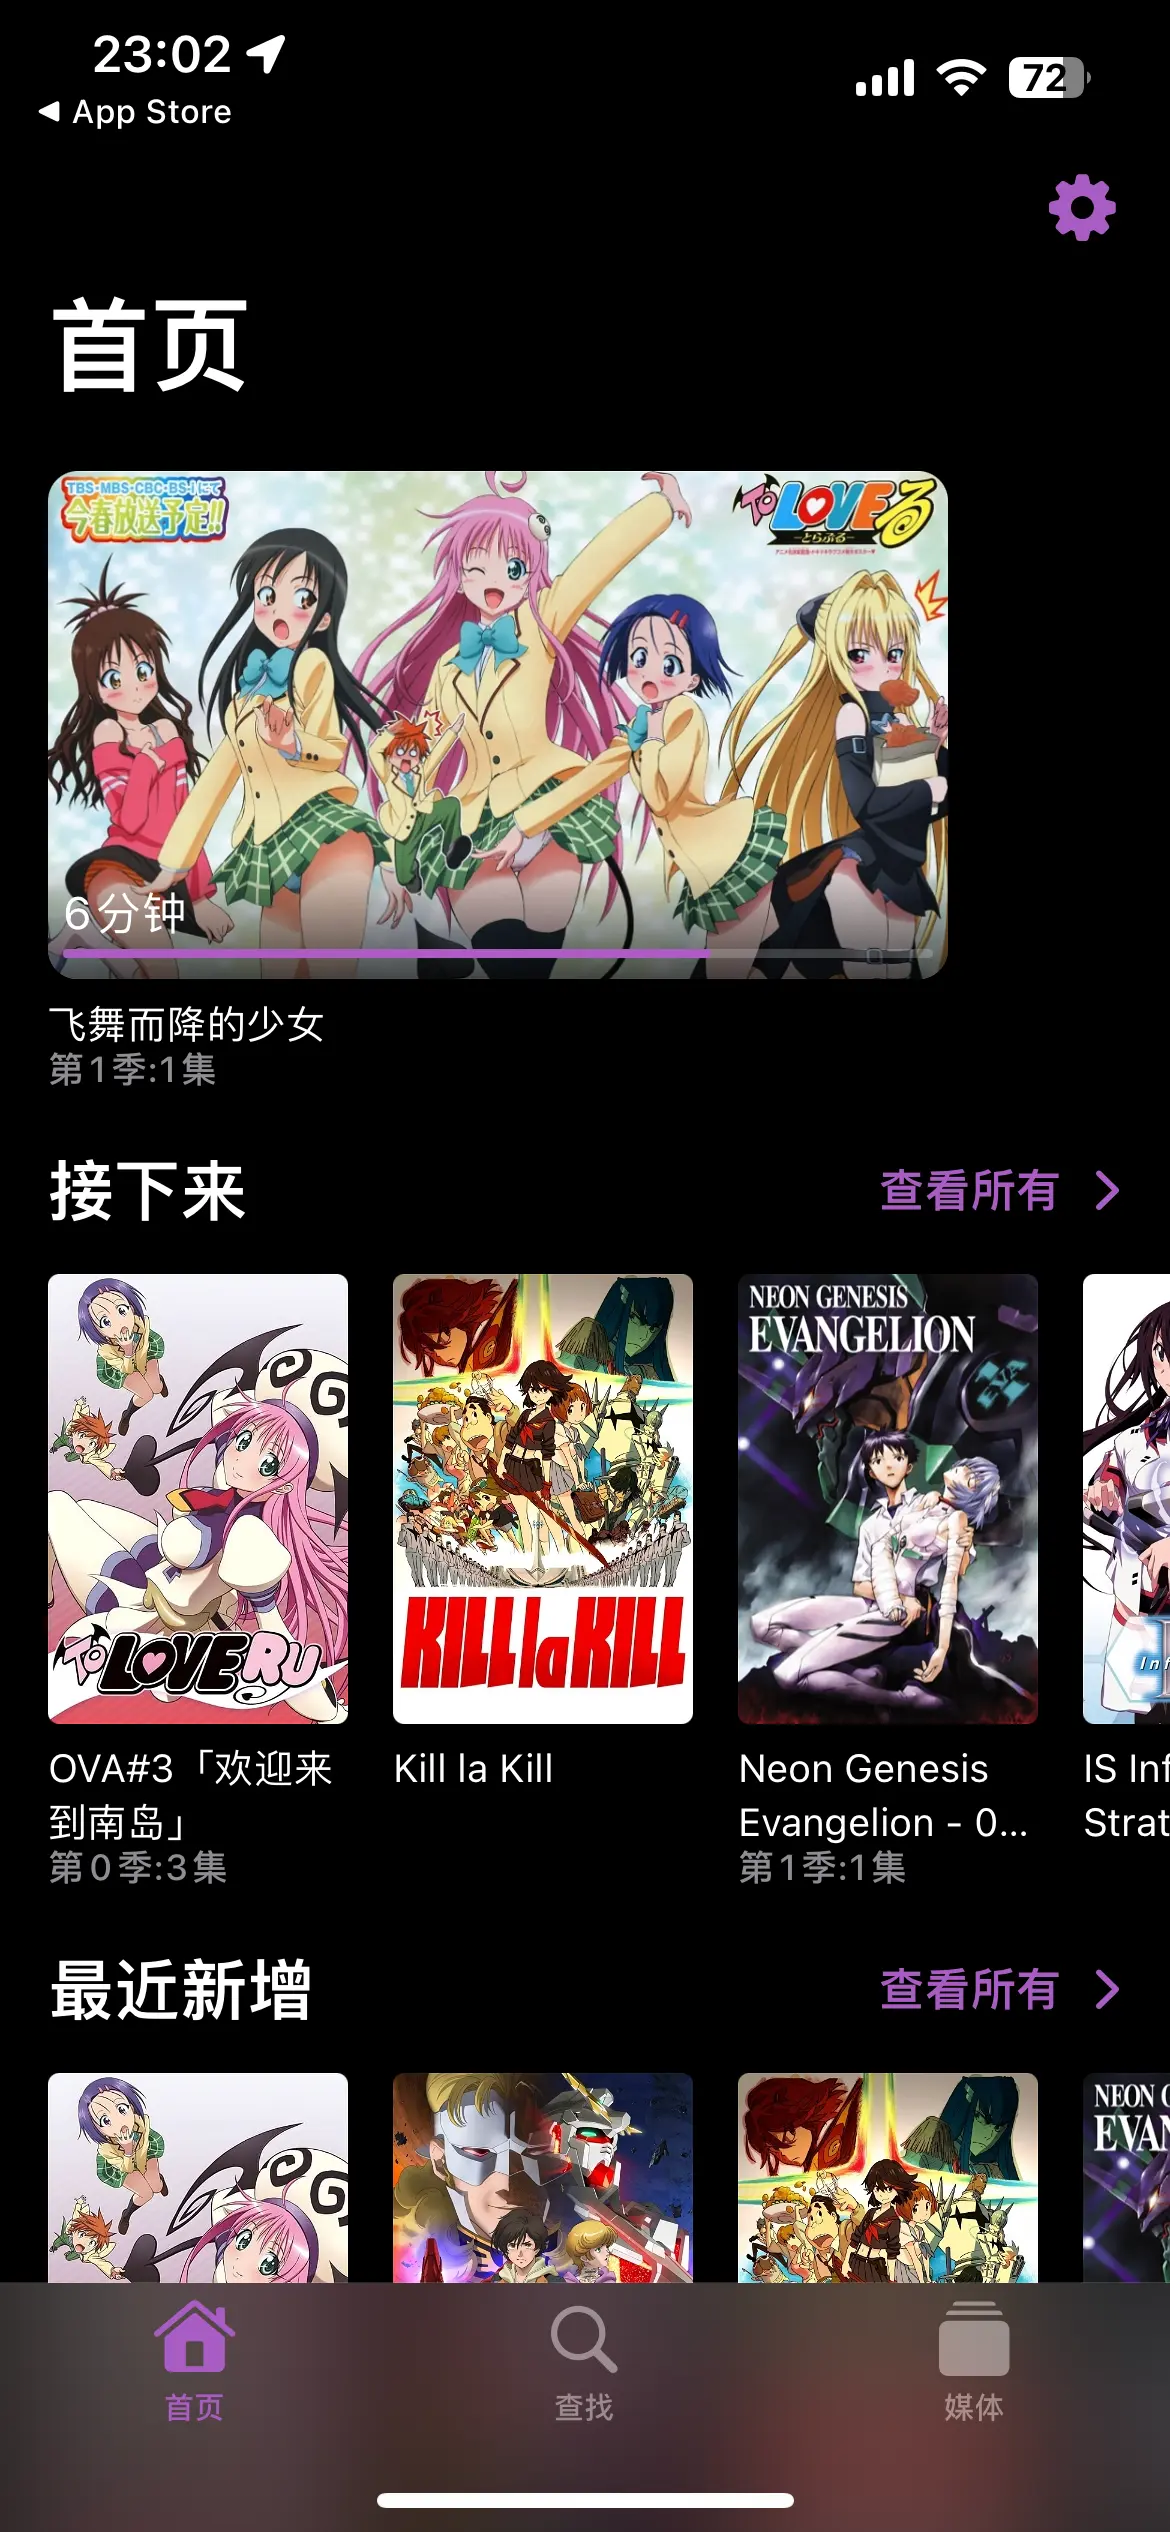 23:02
72
App Store
首页
TBS·MBS·CBC·BS-iにて
今春放送予定!!
To LOVEる
—とらぶる—
6分钟
飞舞而降的少女
第1季:1集
接下来
查看所有
To LOVE RU
KILL la KILL
NEON GENESIS
EVANGELION
EVA
Inf
OVA#3「欢迎来
到南岛」
第0季:3集
Kill la Kill
Neon Genesis
Evangelion - 0...
第1季:1集
IS Inf
Strat
最近新增
查看所有
NEON G
EVAN
首页
查找
媒体